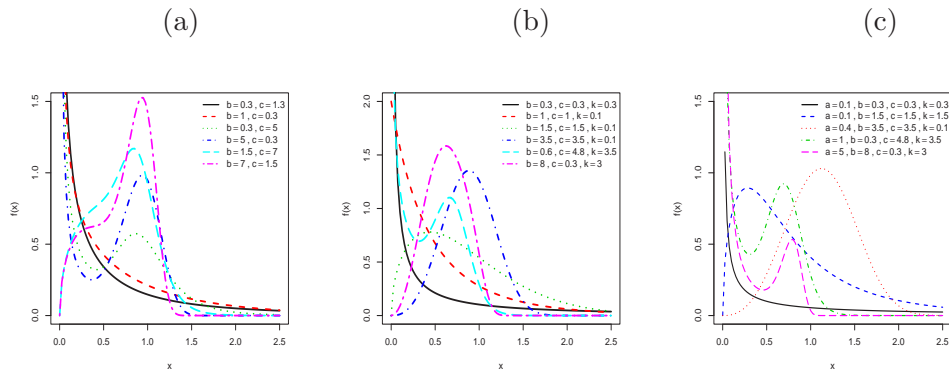 (a)
f(x)
1.5
1.0
0.5
0.0
b = 0.3 , c = 1.3
b = 1 , c = 0.3
b = 0.3 , c = 5
b = 5 , c = 0.3
b = 1.5 , c = 7
b = 7 , c = 1.5
0.0 0.5 1.0 1.5 2.0 2.5
x
(b)
f(x)
2.0
1.5
1.0
0.5
0.0
b = 0.3 , c = 0.3 , k = 0.3
b = 1 , c = 1 , k = 0.1
b = 1.5 , c = 1.5 , k = 0.1
b = 3.5 , c = 3.5 , k = 0.1
b = 0.6 , c = 4.8 , k = 3.5
b = 8 , c = 0.3 , k = 3
0.0 0.5 1.0 1.5 2.0 2.5
x
(c)
f(x)
1.5
1.0
0.5
0.0
a = 0.1 , b = 0.3 , c = 0.3 , k = 0.3
a = 0.1 , b = 1.5 , c = 1.5 , k = 1.5
a = 0.4 , b = 3.5 , c = 3.5 , k = 0.1
a = 1 , b = 0.3 , c = 4.8 , k = 3.5
a = 5 , b = 8 , c = 0.3 , k = 3
0.0 0.5 1.0 1.5 2.0 2.5
x